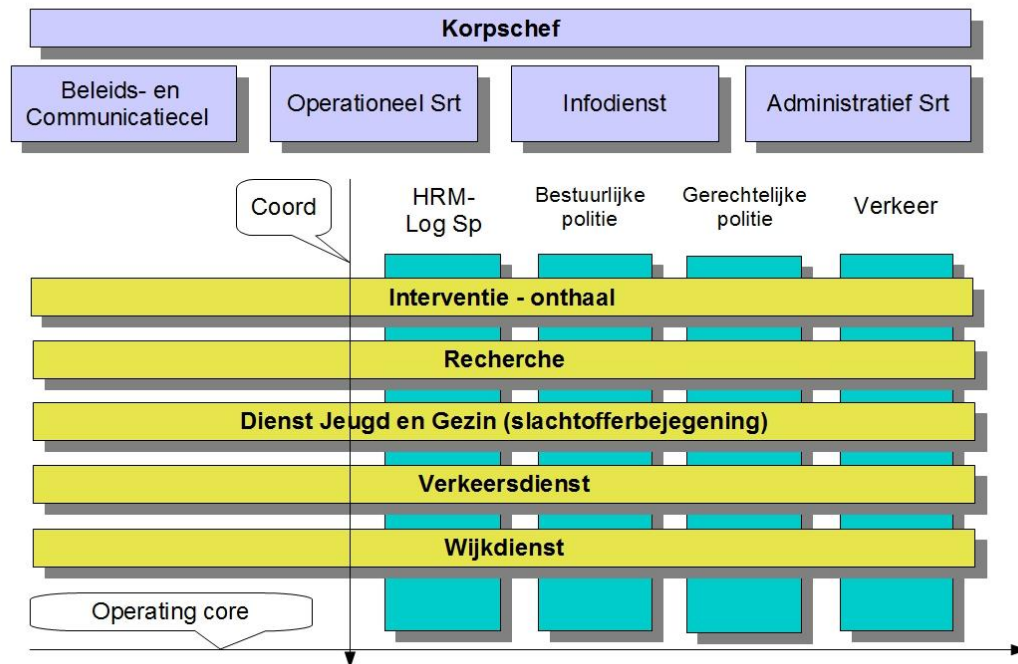 Korpschef
Beleids- en
Communicatiecel
Operationeel Srt
Infodienst
Administratief Srt
Coord
HRM-
Log Sp
Bestuurlijke
politie
Gerechtelijke
politie
Verkeer
Interventie - onthaal
Recherche
Dienst Jeugd en Gezin (slachtofferbejegening)
Verkeersdienst
Wijkdienst
Operating core